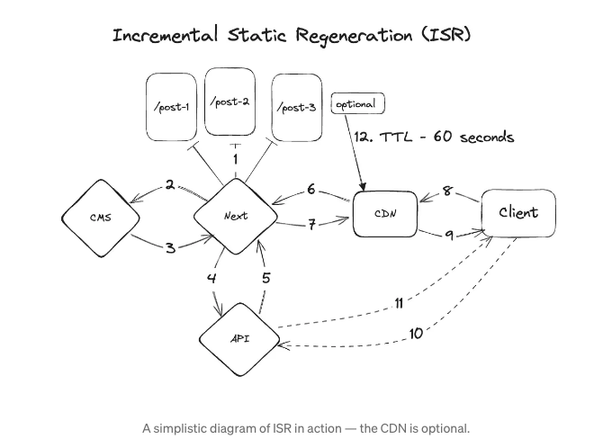 Incremental Static Regeneration (ISR)
/post-1
/post-2
/post-3
optional
1
12. TTL - 60 seconds
2
6
8
CMS
Next
CDN
Client
3
7
9
4
5
11
10
API
A simplistic diagram of ISR in action — the CDN is optional.